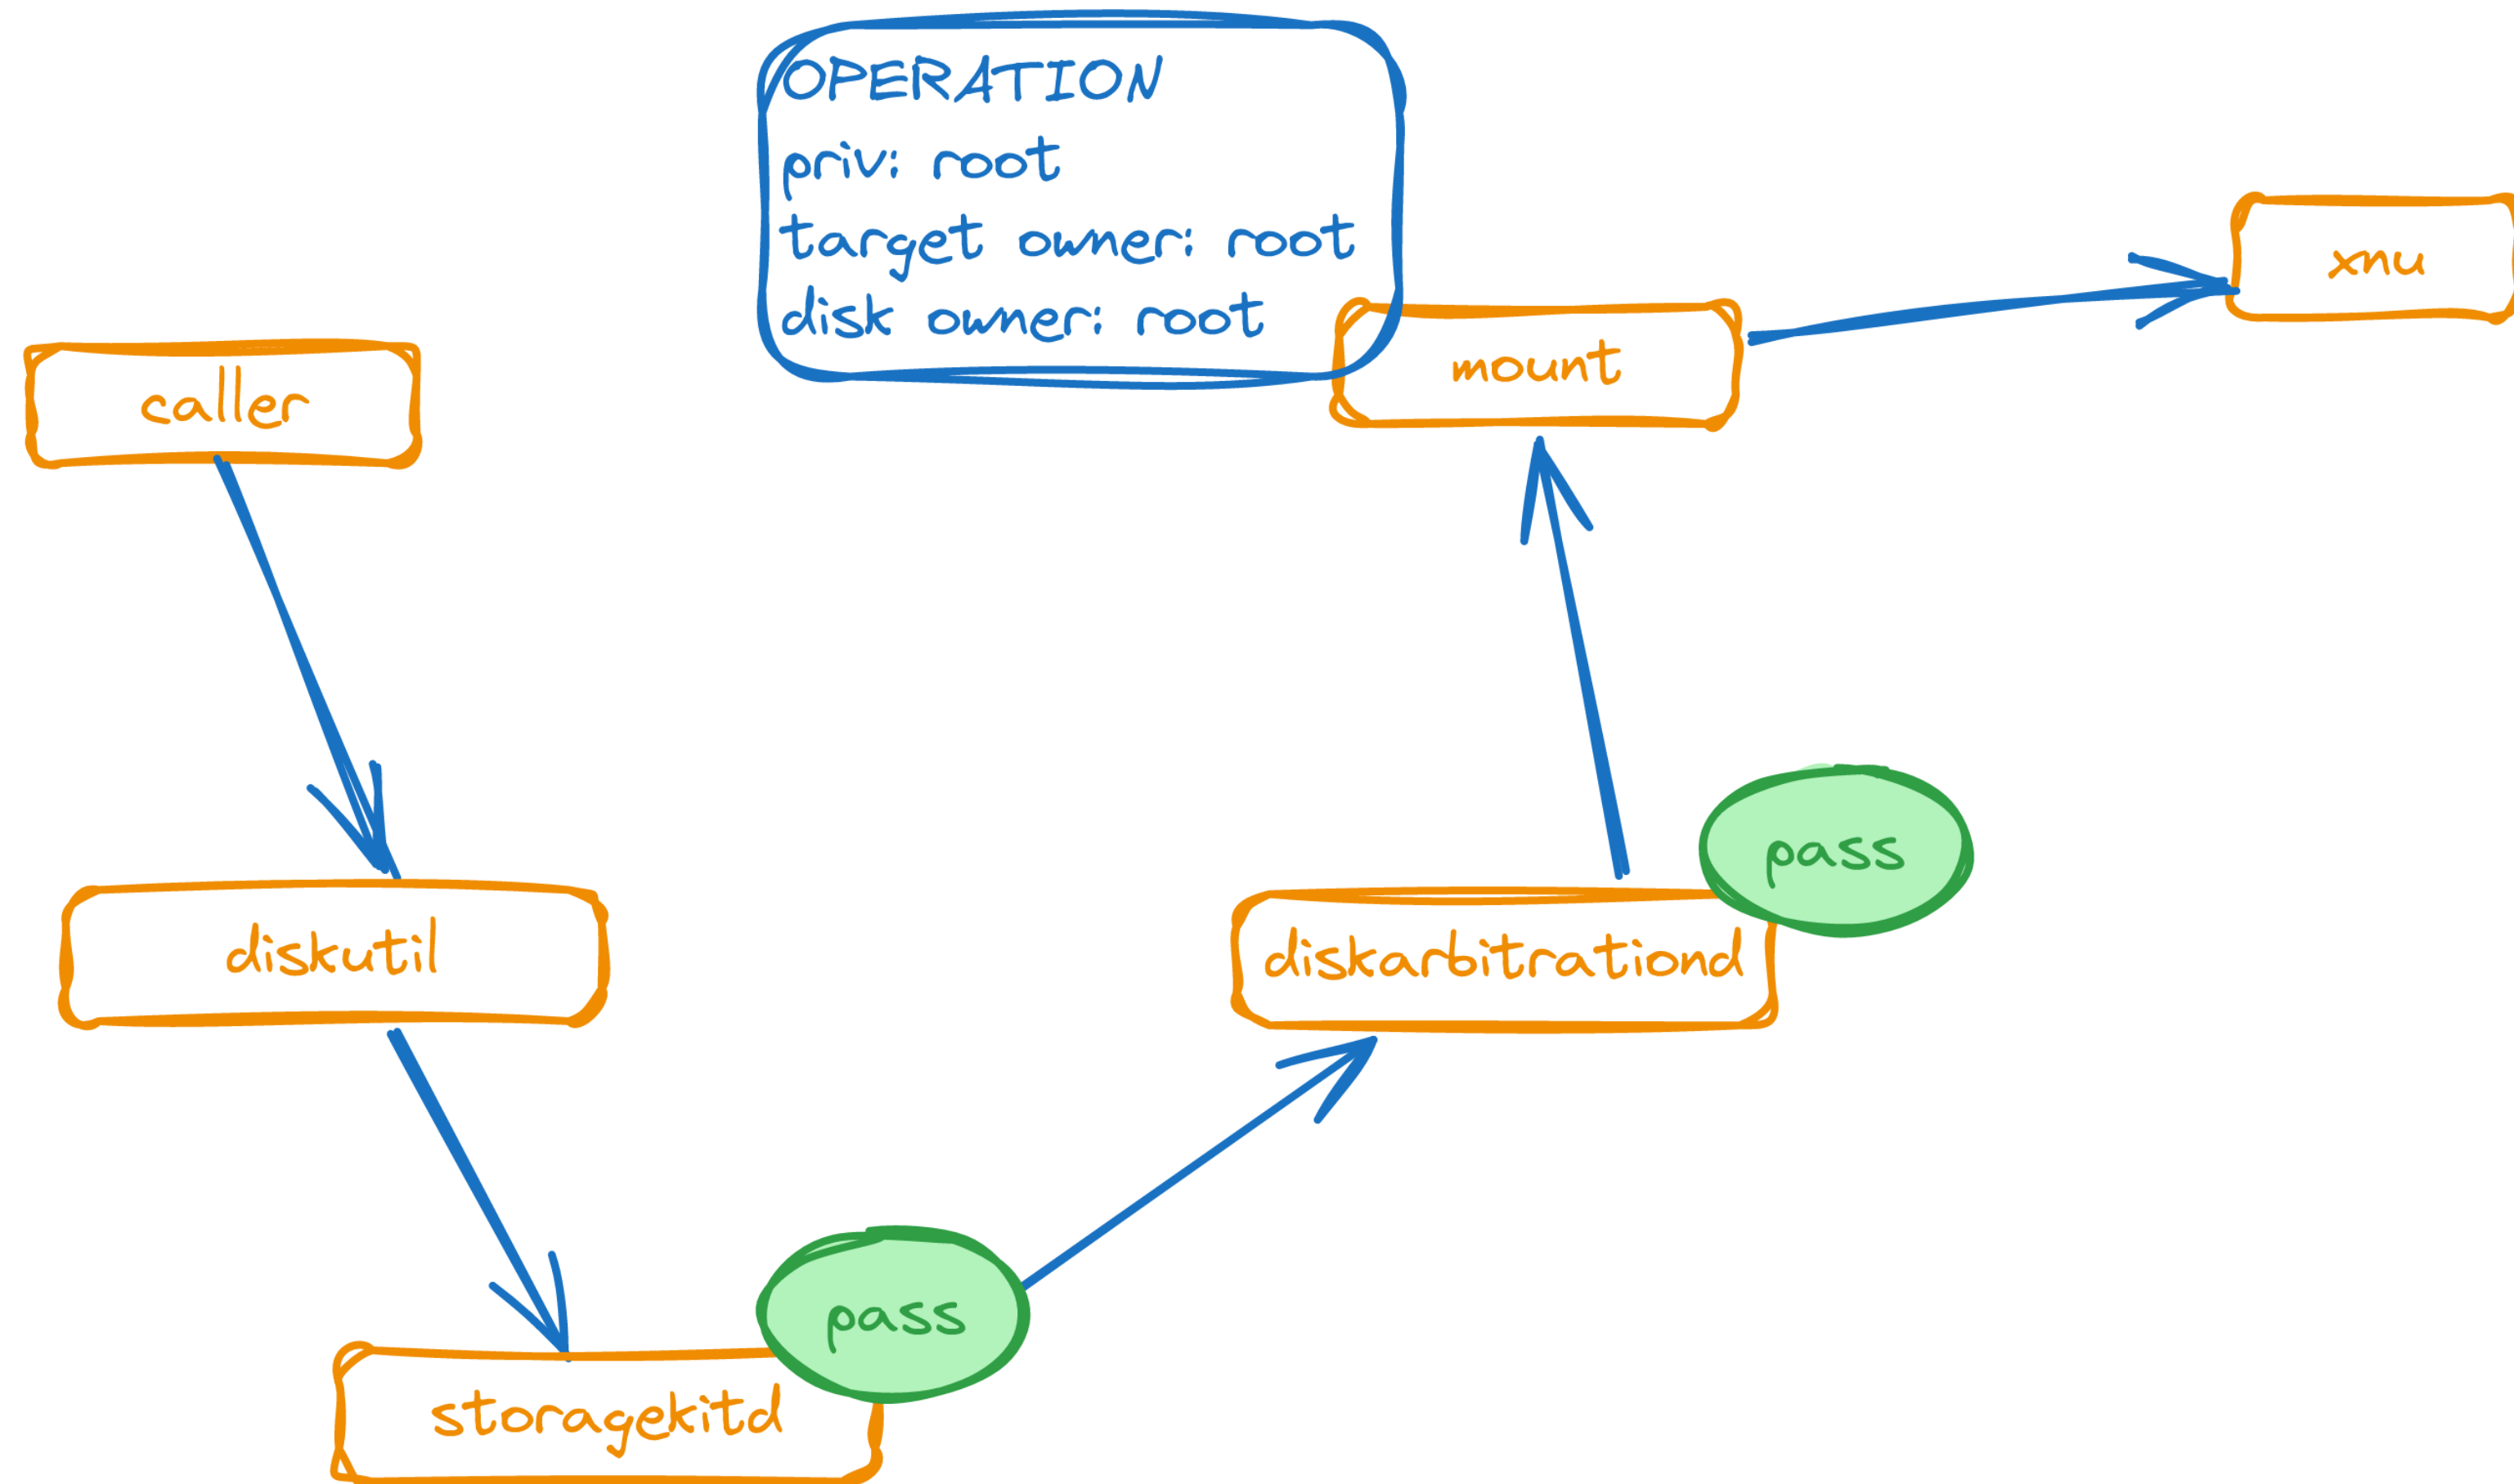 OPERATION
priv: root
target owner: root
disk owner: root
xnu
mount
caller
pass
diskutil
diskarbitrationd
pass
storagekitd